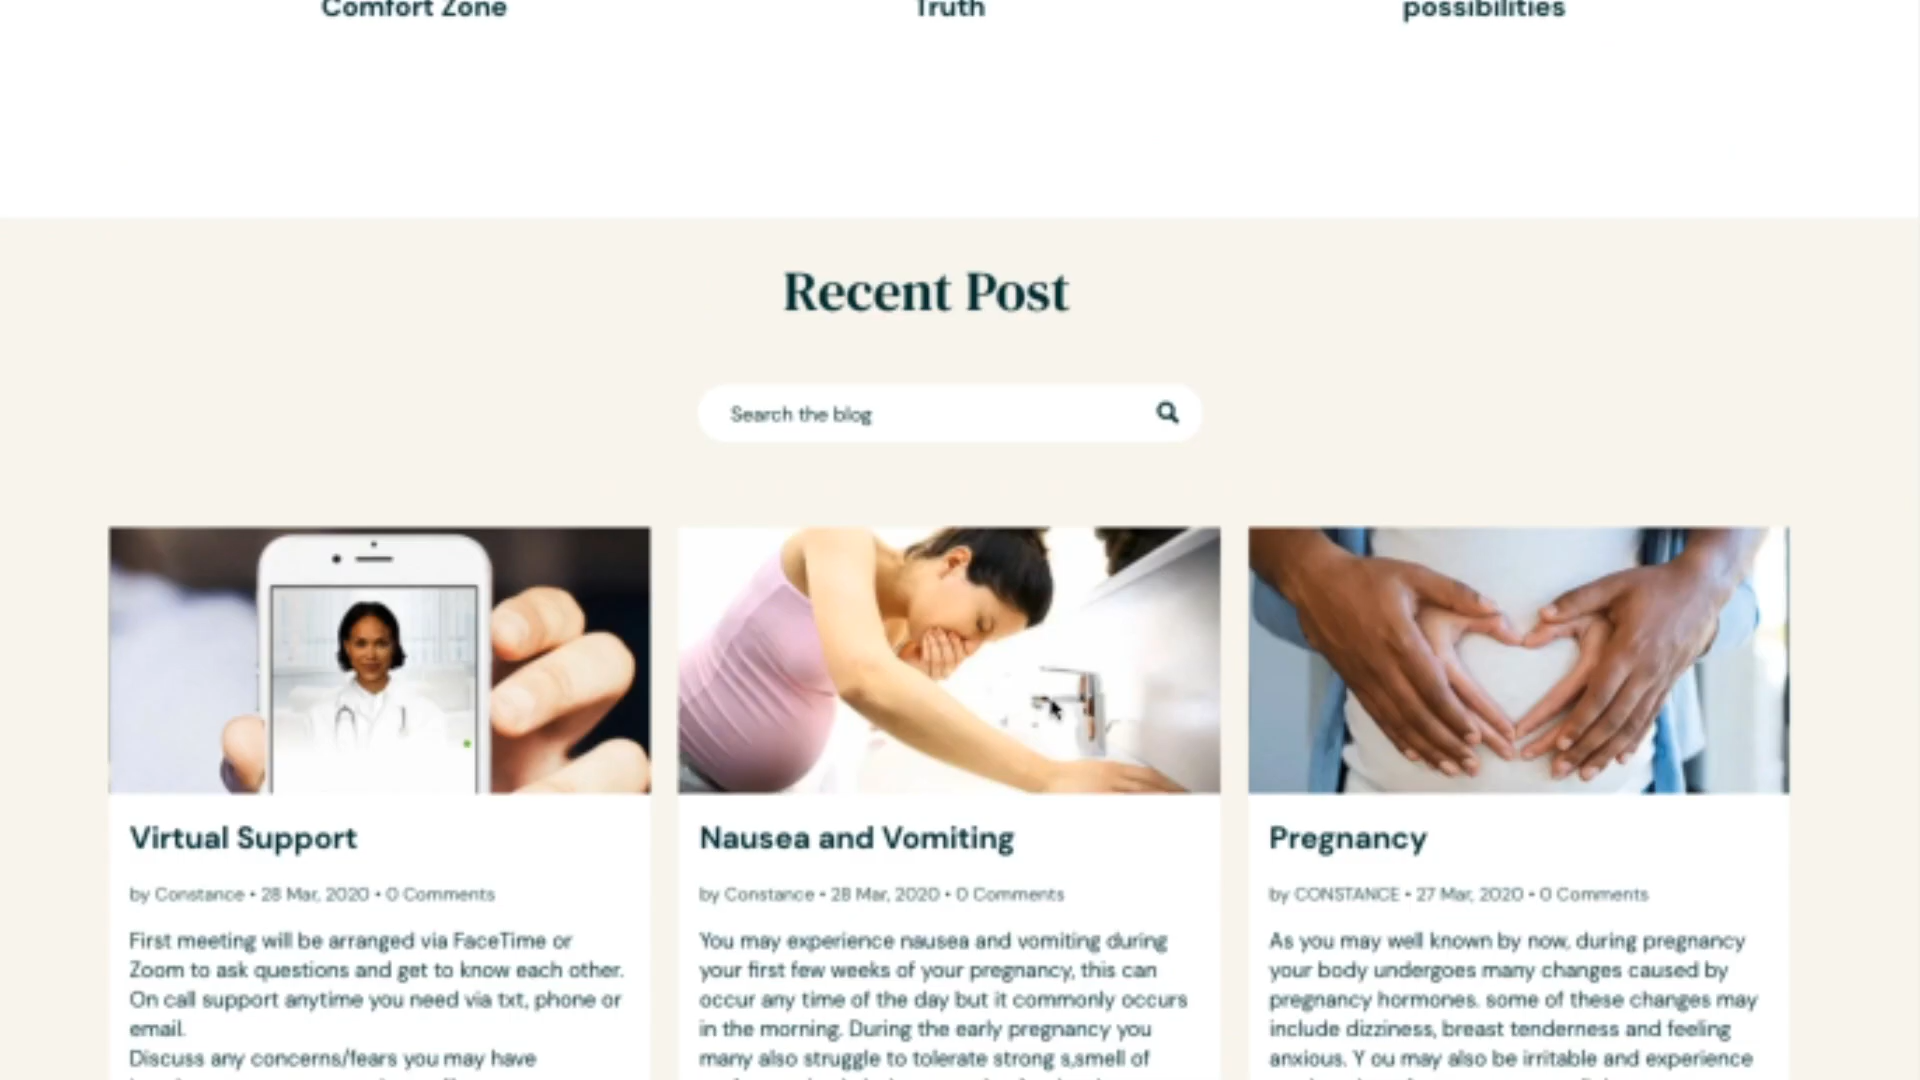 Comfort Zone
Truth
possibilities
Recent Post
Search the blog
Virtual Support
by Constance • 28 Mar, 2020 • 0 Comments
First meeting will be arranged via FaceTime or
Zoom to ask questions and get to know each other.
On call support anytime you need via txt, phone or
email.
Discuss any concerns/fears you may have
Nausea and Vomiting
by Constance • 28 Mar, 2020 • 0 Comments
You may experience nausea and vomiting during
your first few weeks of your pregnancy, this can
occur any time of the day but it commonly occurs
in the morning. During the early pregnancy you
many also struggle to tolerate strong s,smell of
Pregnancy
by CONSTANCE • 27 Mar, 2020 • 0 Comments
As you may well known by now, during pregnancy
your body undergoes many changes caused by
pregnancy hormones. some of these changes may
include dizziness, breast tenderness and feeling
anxious. Y ou may also be irritable and experience